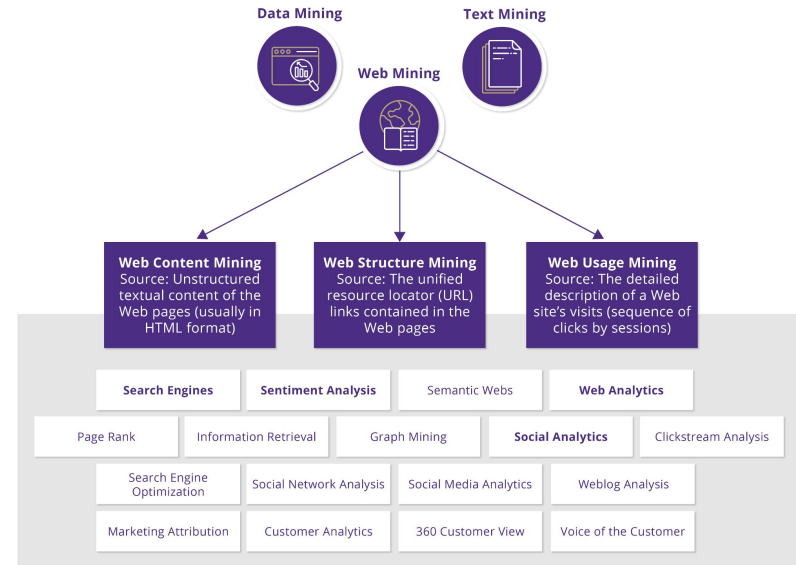 Data Mining
Text Mining
Web Mining
Web Content Mining
Source: Unstructured
textual content of the
Web pages (usually in
HTML format)
Web Structure Mining
Source: The unified
resource locator (URL)
links contained in the
Web pages
Web Usage Mining
Source: The detailed
description of a Web
site’s visits (sequence of
clicks by sessions)
Search Engines
Sentiment Analysis
Semantic Webs
Web Analytics
Page Rank
Information Retrieval
Graph Mining
Social Analytics
Clickstream Analysis
Search Engine
Optimization
Social Network Analysis
Social Media Analytics
Weblog Analysis
Marketing Attribution
Customer Analytics
360 Customer View
Voice of the Customer